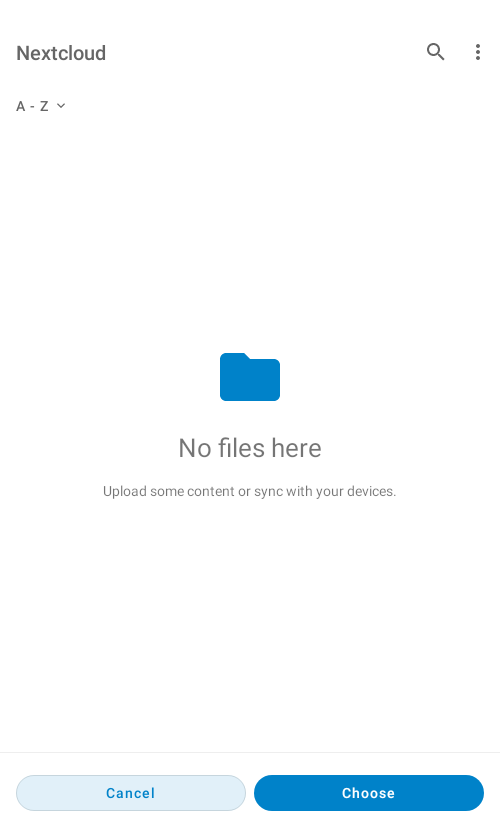 Nextcloud
A - Z
No files here
Upload some content or sync with your devices.
Cancel
Choose